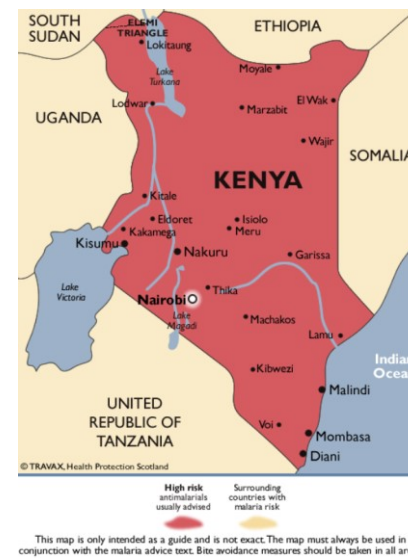 SOUTH
SUDAN
ELEMI
TRIANGLE
Lokitaung
ETHIOPIA
Lake
Turkana
Moyale
Lodwar
Marzabit
El Wak
UGANDA
Wajir
SOMALIA
KENYA
Kitale
Eldoret
Isiolo
Kakamega
Meru
Kisumu
Nakuru
Garissa
Lake
Victoria
Thika
Nairobi
Lake
Magadi
Machakos
Lamu
Indian
Ocea
Kibwezi
Malindi
UNITED
REPUBLIC OF
TANZANIA
Voi
Mombasa
Diani
© TRAVAX, Health Protection Scotland
High risk
antimalarials
usually advised
Surrounding
countries with
malaria risk
This map is only intended as a guide and is not exact. The map must always be used in
conjunction with the malaria advice text. Bite avoidance measures should be taken in all ar